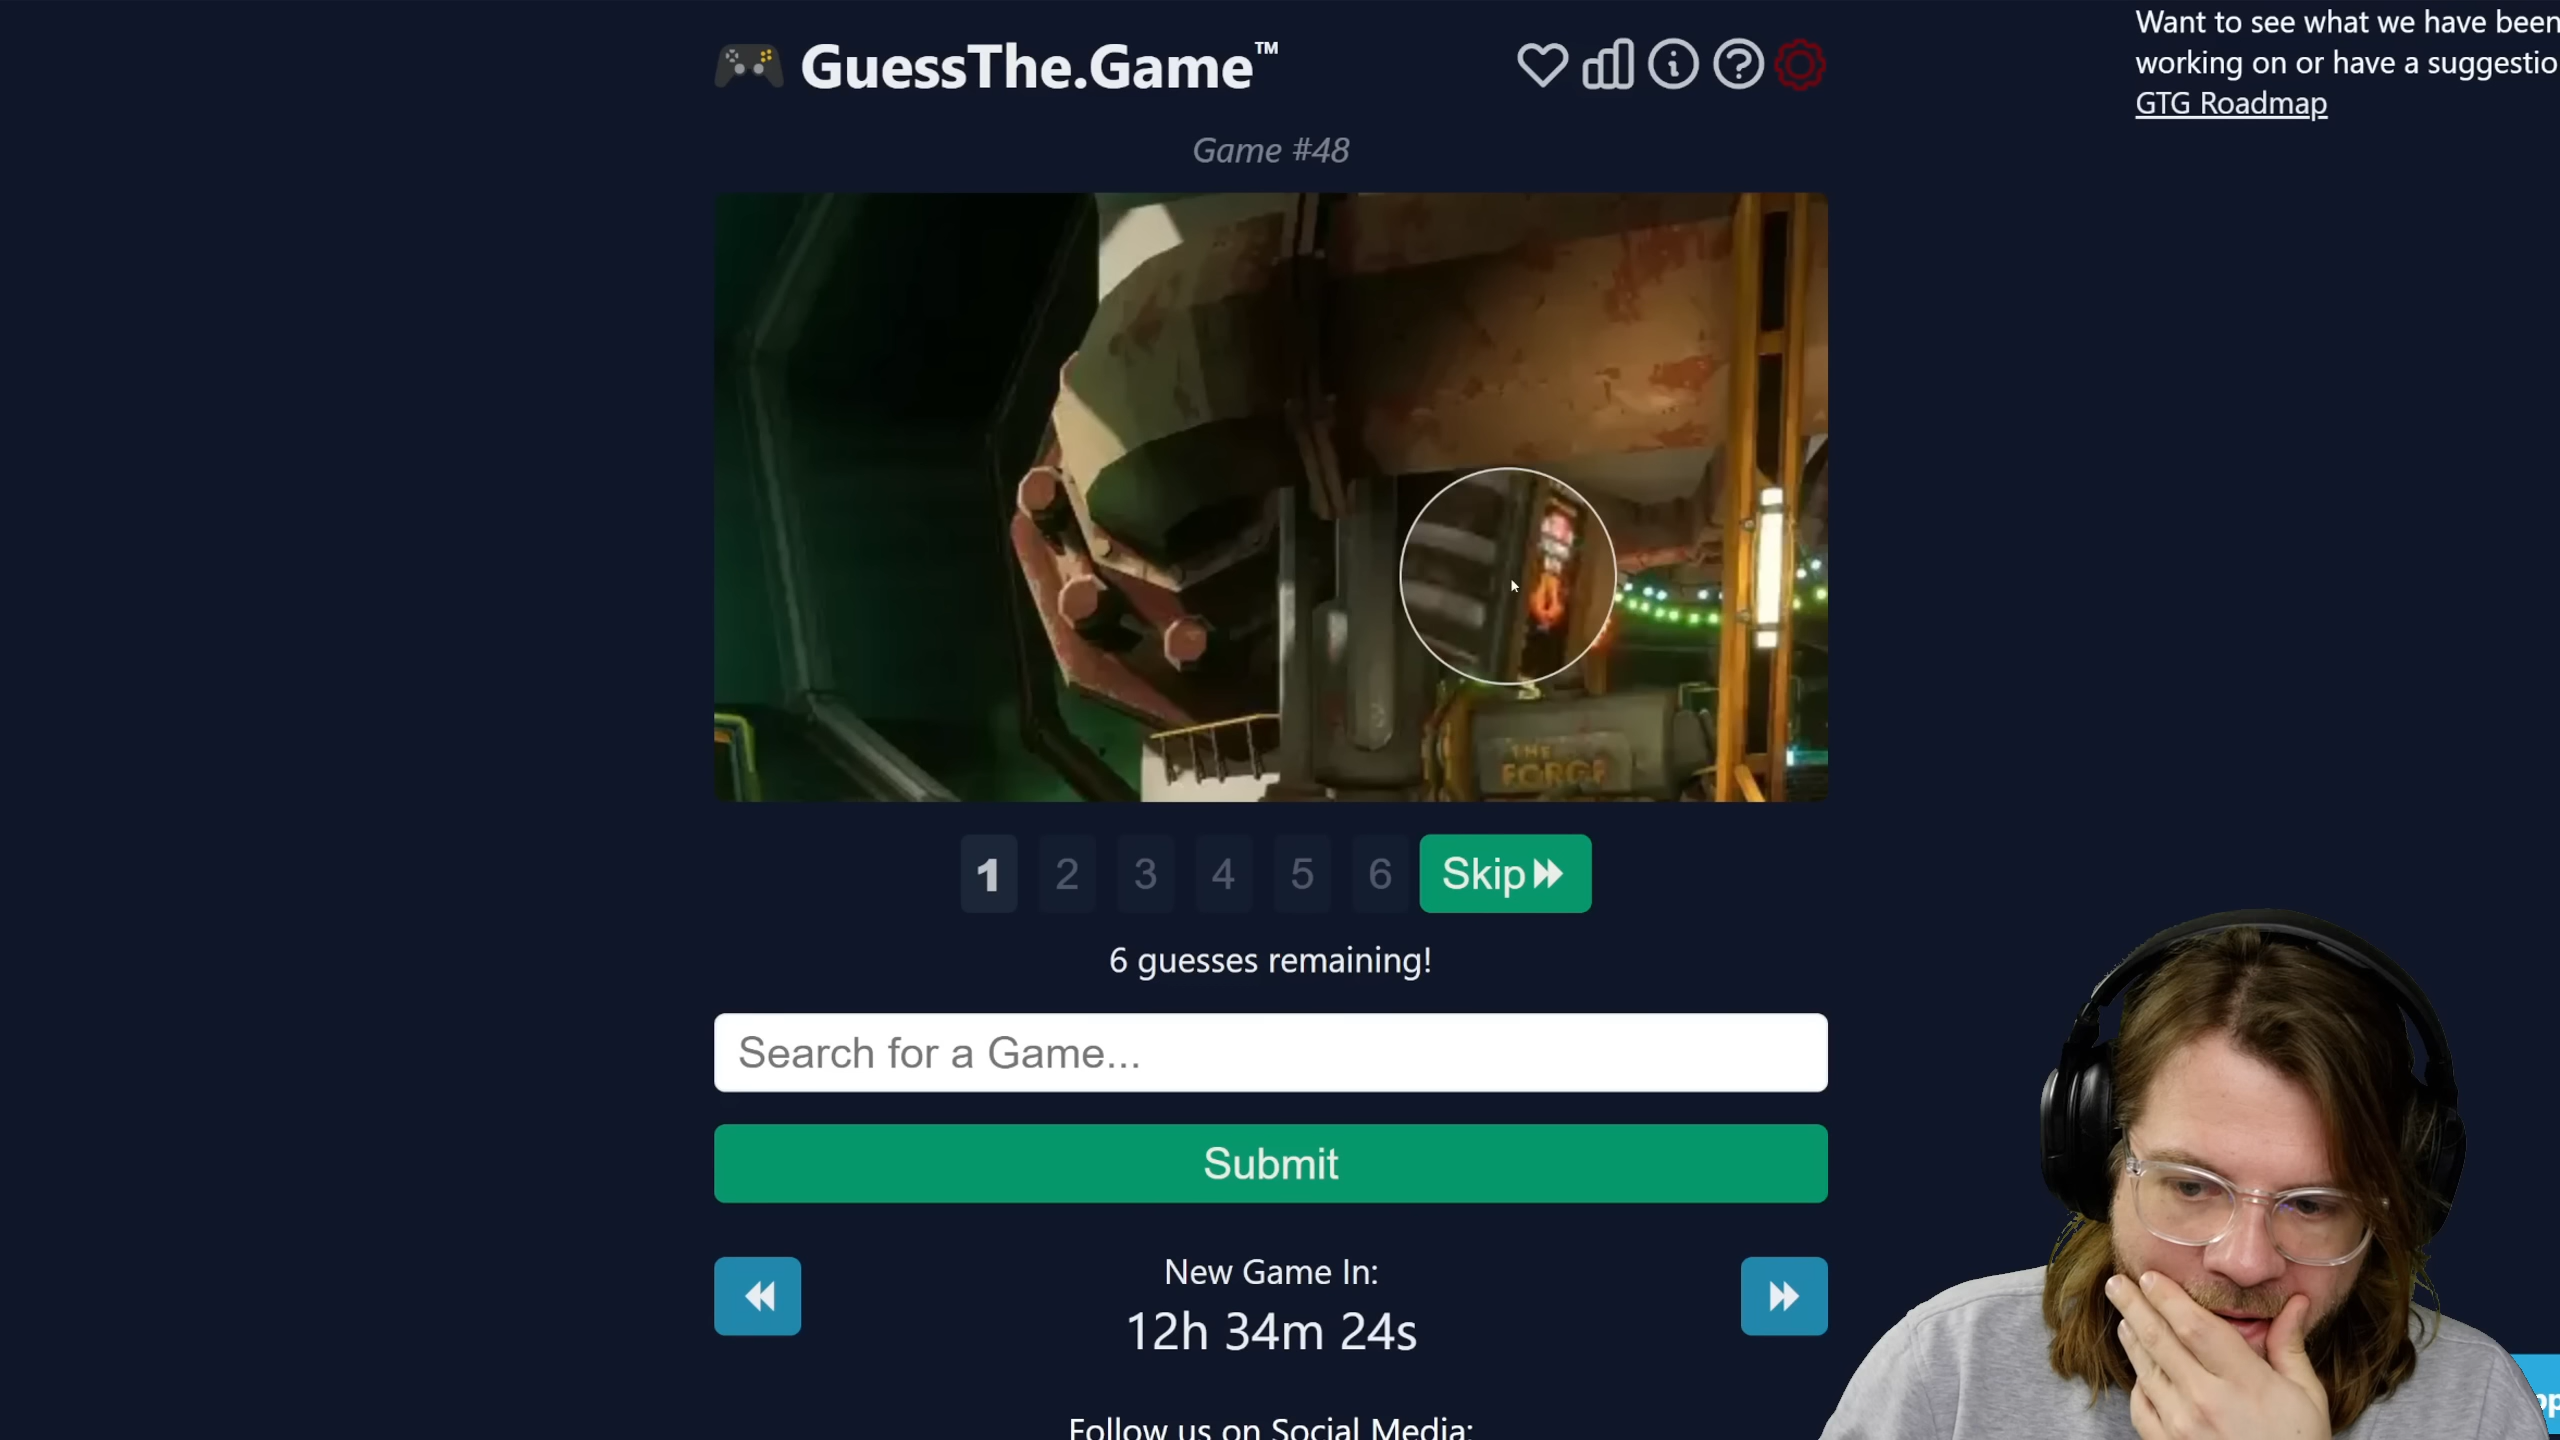 GuessThe.Game™
Want to see what we have been
working on or have a suggestio
GTG Roadmap
Game #48
THE
FORGE
1 2 3 4 5 6 Skip
6 guesses remaining!
Search for a Game...
Submit
New Game In:
12h 34m 24s
Follow us on Social Media: